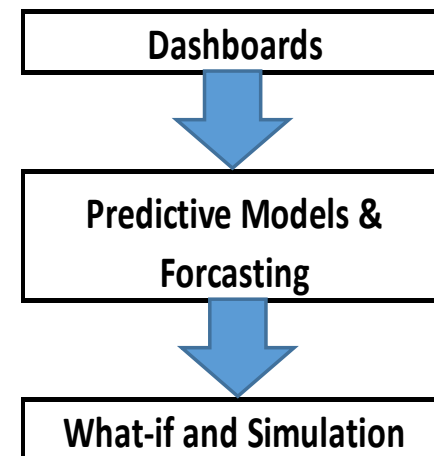 Dashboards
Predictive Models &
Forcasting
What-if and Simulation